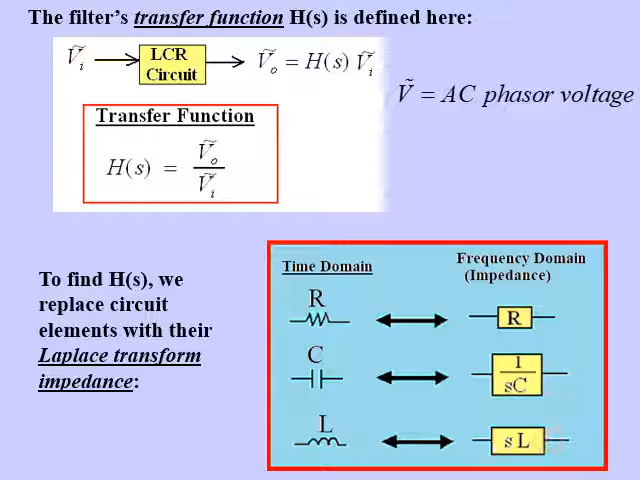 The filter's transfer function H(s) is defined here:
Ṽi
LCR
Circuit
Ṽo = H(s) Ṽi
Ṽ = AC phasor voltage
Transfer Function
H(s) = Ṽo / Ṽi
To find H(s), we
replace circuit
elements with their
Laplace transform
impedance:
Time Domain
Frequency Domain
(Impedance)
R
R
C
1
sC
L
sL